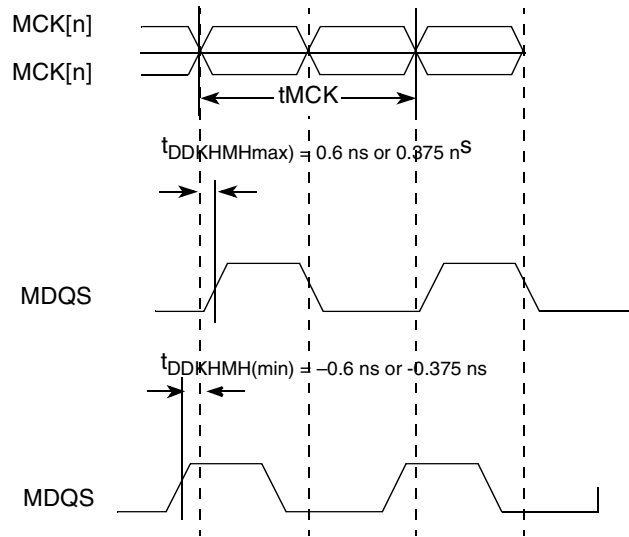 MCK[n]
MCK[n]
tMCK
tDDKHMHmax) = 0.6 ns or 0.375 ns
MDQS
tDDKHMH(min) = –0.6 ns or -0.375 ns
MDQS